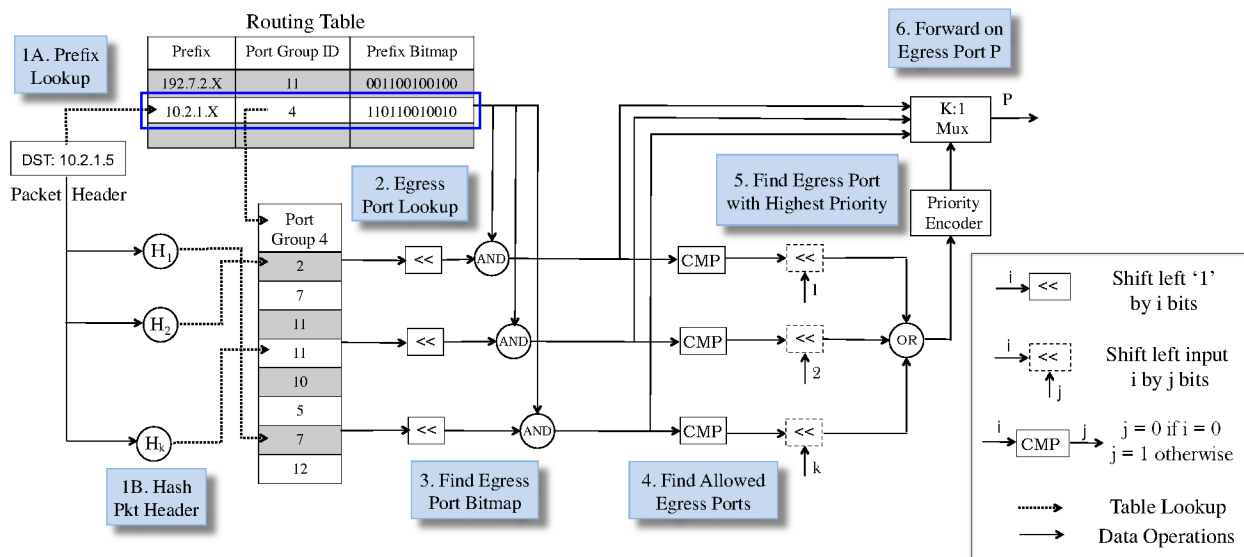 Routing Table
1A. Prefix
Lookup
Prefix
Port Group ID
Prefix Bitmap
192.7.2.X
11
001100100100
10.2.1.X
4
110110010010
6. Forward on
Egress Port P
K:1
Mux
P
DST: 10.2.1.5
Packet
Header
2. Egress
Port Lookup
5. Find Egress Port
with Highest Priority
Priority
Encoder
Port
Group 4
2
7
11
11
10
5
7
12
H1
H2
Hk
<<
AND
CMP
<<
1
<<
AND
CMP
<<
2
OR
<<
AND
CMP
<<
k
1B. Hash
Pkt Header
3. Find Egress
Port Bitmap
4. Find Allowed
Egress Ports
i
<<
Shift left ‘1’
by i bits
i
<<
j
Shift left input
i by j bits
i
CMP
j
j = 0 if i = 0
j = 1 otherwise
Table Lookup
Data Operations